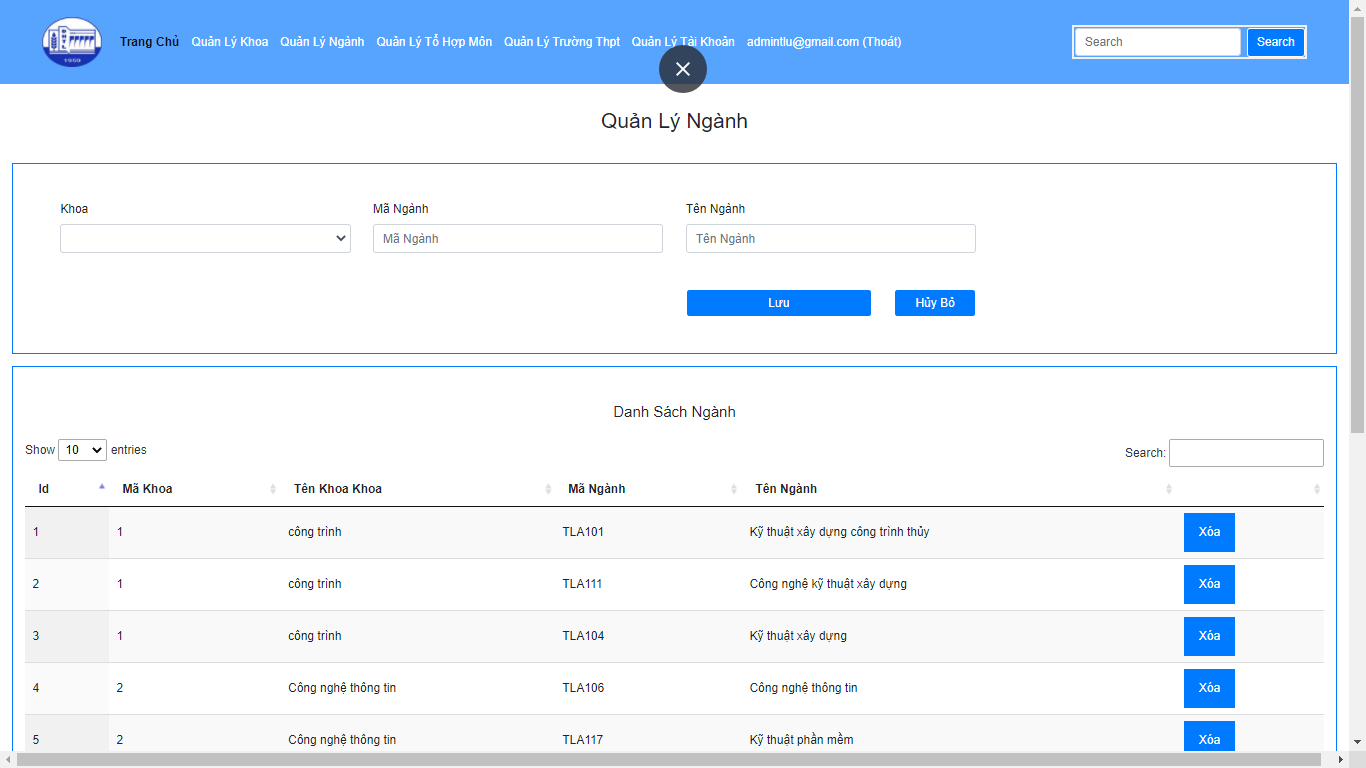 1959
Trang Chủ Quản Lý Khoa Quản Lý Ngành Quản Lý Tổ Hợp Môn Quản Lý Trường Thpt Quản Lý Tài Khoản admintlu@gmail.com (Thoát) Search Search
Quản Lý Ngành
Khoa Mã Ngành Tên Ngành
Mã Ngành Tên Ngành
Lưu Hủy Bỏ
Danh Sách Ngành
Show 10 entries Search:
Id Mã Khoa Tên Khoa Khoa Mã Ngành Tên Ngành
1 1 công trình TLA101 Kỹ thuật xây dựng công trình thủy Xóa
2 1 công trình TLA111 Công nghệ kỹ thuật xây dựng Xóa
3 1 công trình TLA104 Kỹ thuật xây dựng Xóa
4 2 Công nghệ thông tin TLA106 Công nghệ thông tin Xóa
5 2 Công nghệ thông tin TLA117 Kỹ thuật phần mềm Xóa